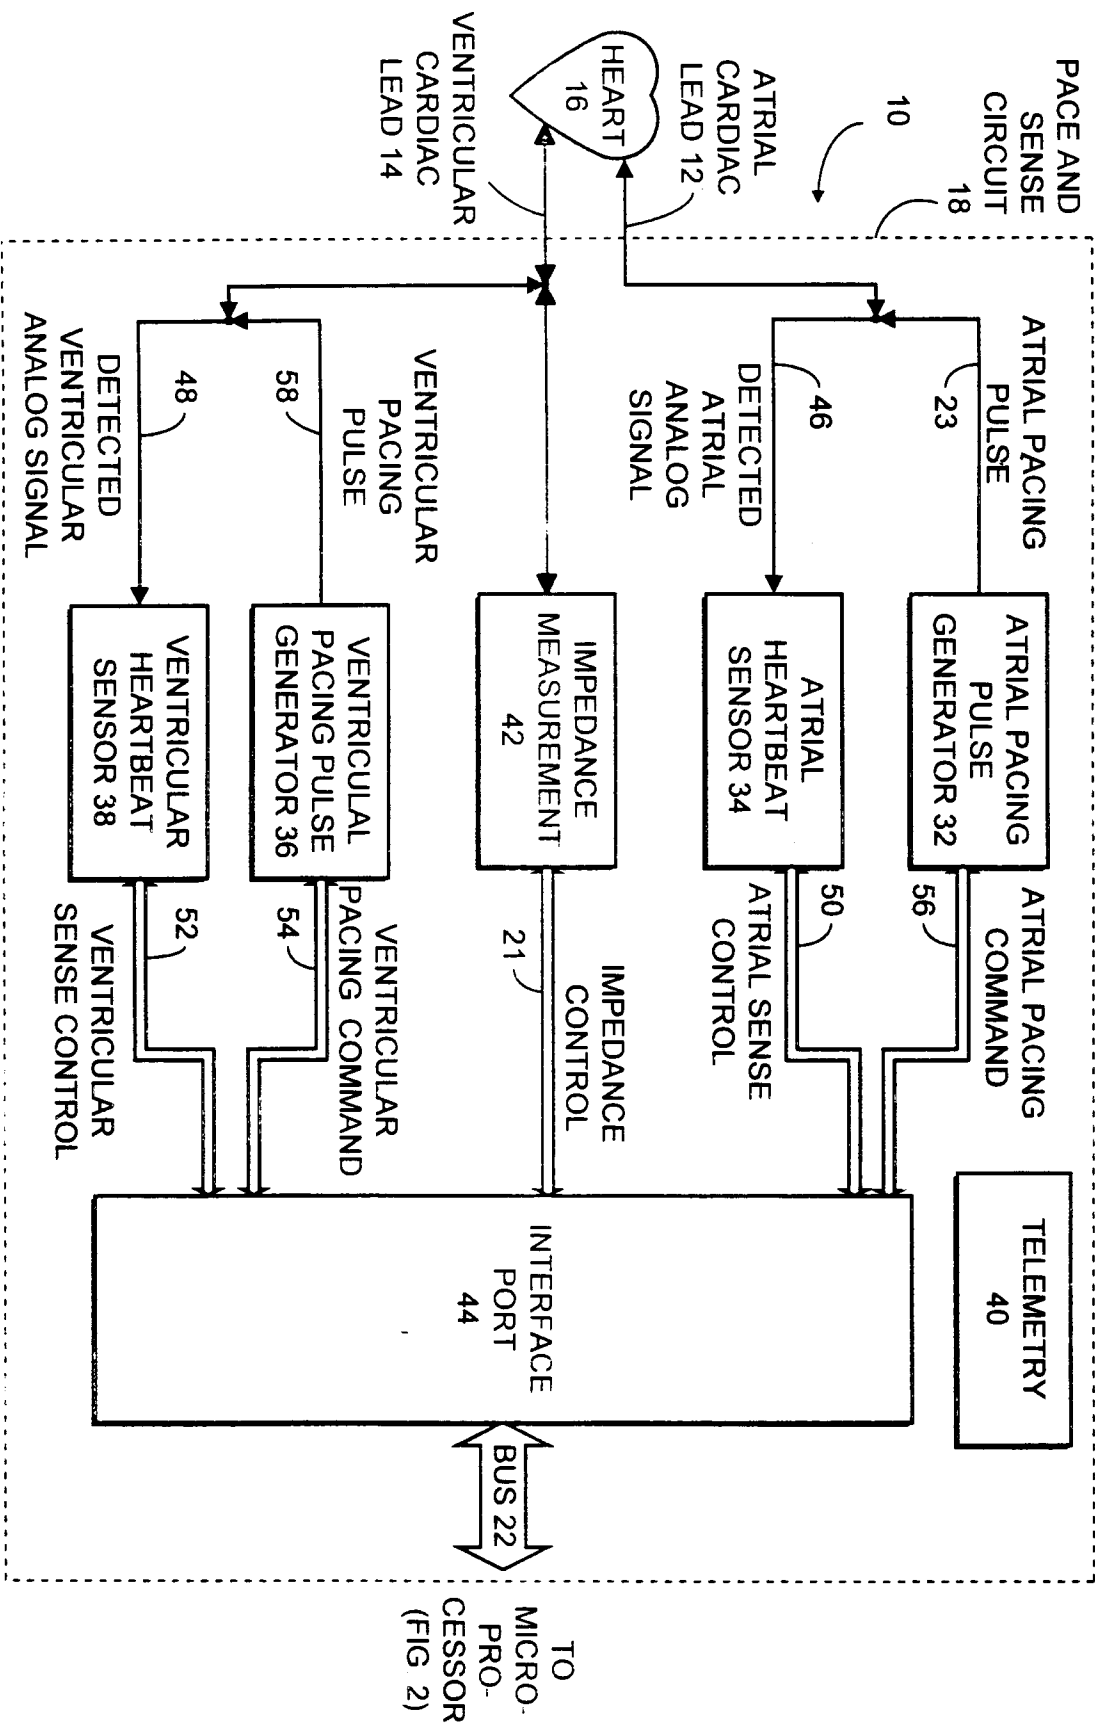 PACE AND
SENSE
CIRCUIT
18
10
ATRIAL
CARDIAC
LEAD 12
HEART
16
VENTRICULAR
CARDIAC
LEAD 14
ATRIAL PACING
PULSE
23
46
DETECTED
ATRIAL
ANALOG
SIGNAL
VENTRICULAR
PACING
PULSE
58
48
DETECTED
VENTRICULAR
ANALOG SIGNAL
ATRIAL PACING
PULSE
GENERATOR 32
ATRIAL
HEARTBEAT
SENSOR 34
IMPEDANCE
MEASUREMENT
42
VENTRICULAL
PACING PULSE
GENERATOR 36
VENTRICULAR
HEARTBEAT
SENSOR 38
ATRIAL PACING
COMMAND
56
50
ATRIAL SENSE
CONTROL
IMPEDANCE
CONTROL
21
VENTRICULAR
PACING COMMAND
54
52
VENTRICULAR
SENSE CONTROL
TELEMETRY
40
INTERFACE
PORT
44
BUS 22
TO
MICRO-
PRO-
CESSOR
(FIG 2)